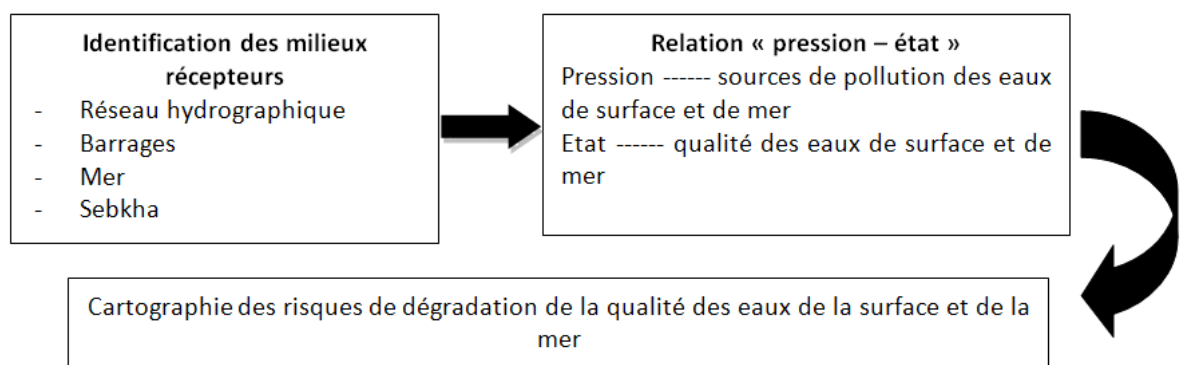 Identification des milieux
récepteurs
- Réseau hydrographique
- Barrages
- Mer
- Sebkha
Relation « pression – état »
Pression ------ sources de pollution des eaux
de surface et de mer
Etat ------ qualité des eaux de surface et de
mer
Cartographie des risques de dégradation de la qualité des eaux de la surface et de la
mer